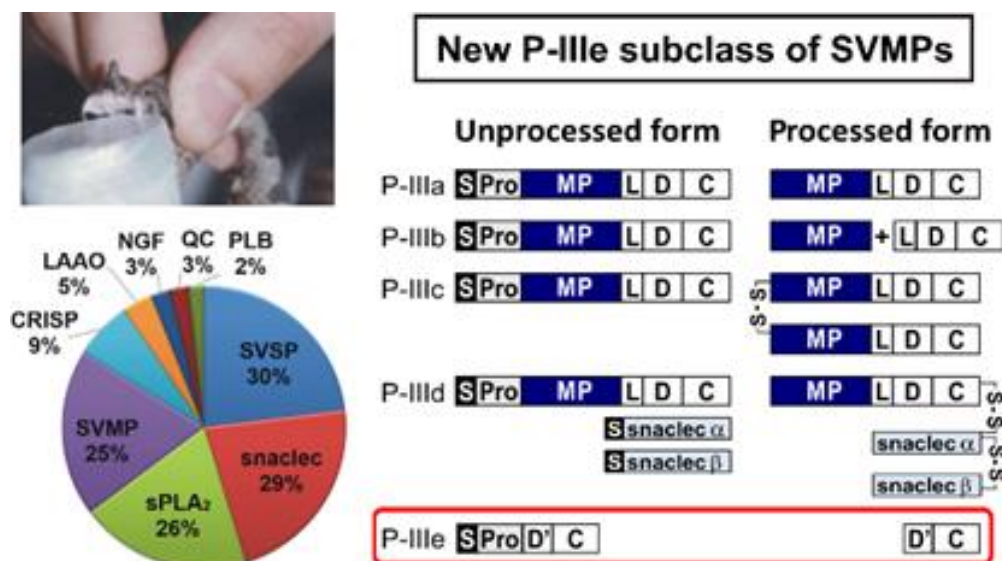 New P-IIIe subclass of SVMPs
Unprocessed form
Processed form
P-IIIa S Pro MP L D C
MP L D C
P-IIIb S Pro MP L D C
MP + L D C
P-IIIc S Pro MP L D C
MP L D C
S-S
MP L D C
P-IIId S Pro MP L D C
MP L D C
S-S
S snaclec α
snaclec α
S-S
S snaclec β
snaclec β
P-IIIe S Pro D' C
D' C
NGF
3%
QC
3%
PLB
2%
LAAO
5%
CRISP
9%
SVSP
30%
SVMP
25%
snaclec
29%
sPLA₂
26%